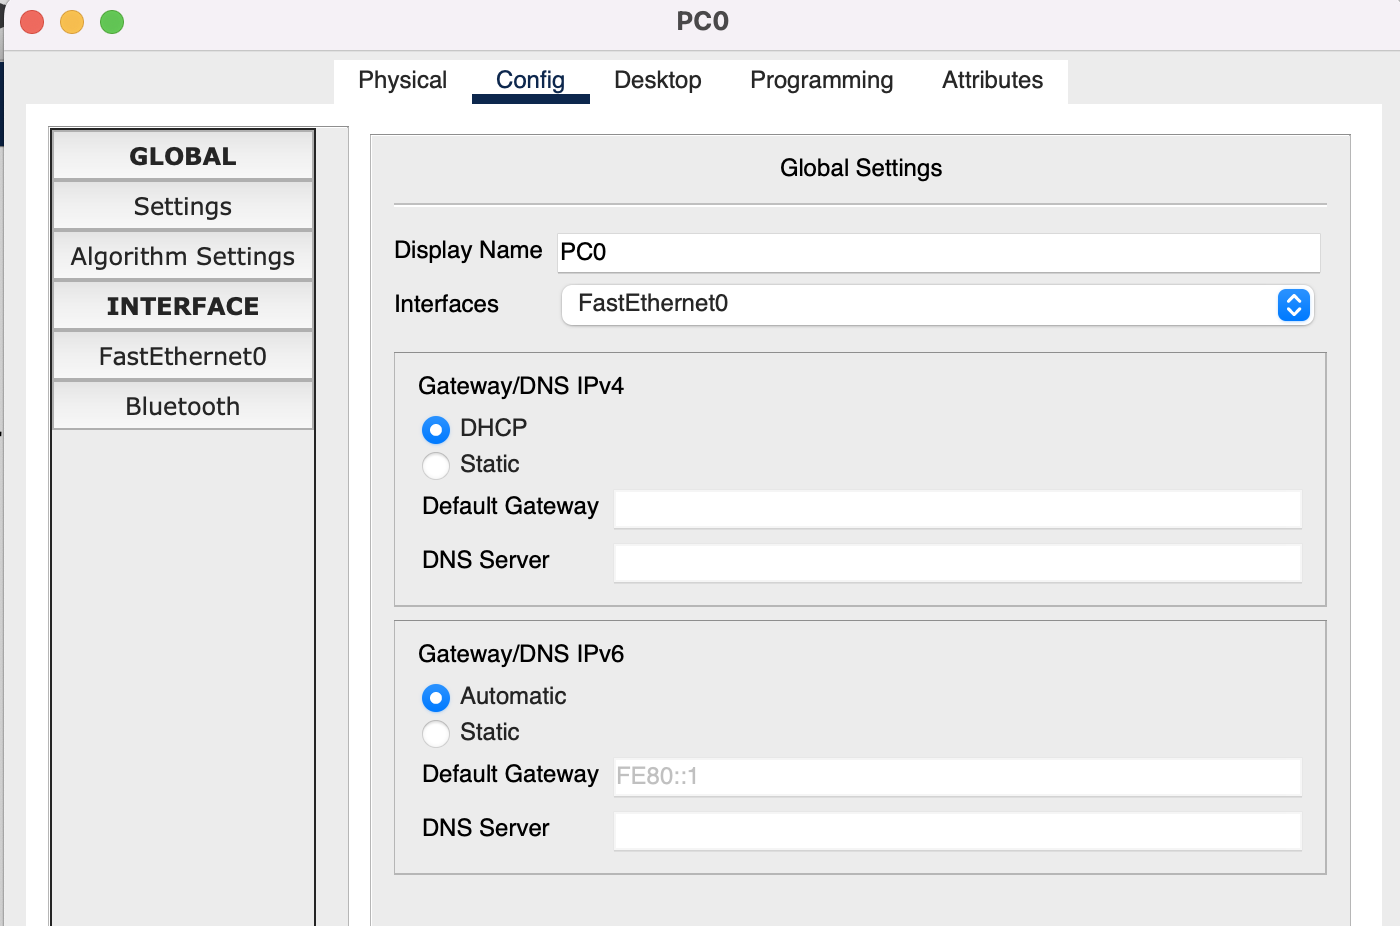 PC0
Physical Config Desktop Programming Attributes
GLOBAL
Settings
Algorithm Settings
INTERFACE
FastEthernet0
Bluetooth
Global Settings
Display Name PC0
Interfaces FastEthernet0
Gateway/DNS IPv4
DHCP
Static
Default Gateway
DNS Server
Gateway/DNS IPv6
Automatic
Static
Default Gateway FE80::1
DNS Server